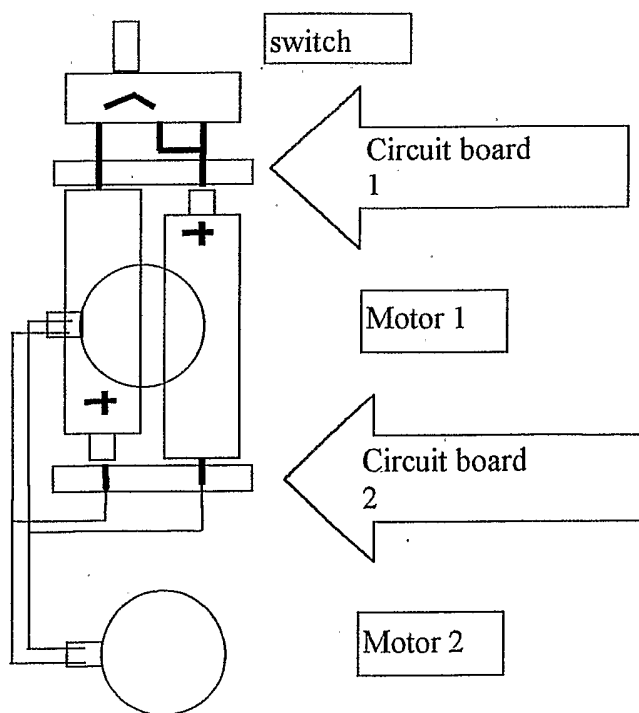 switch
Circuit board
1
+
Motor 1
+
Circuit board
2
Motor 2